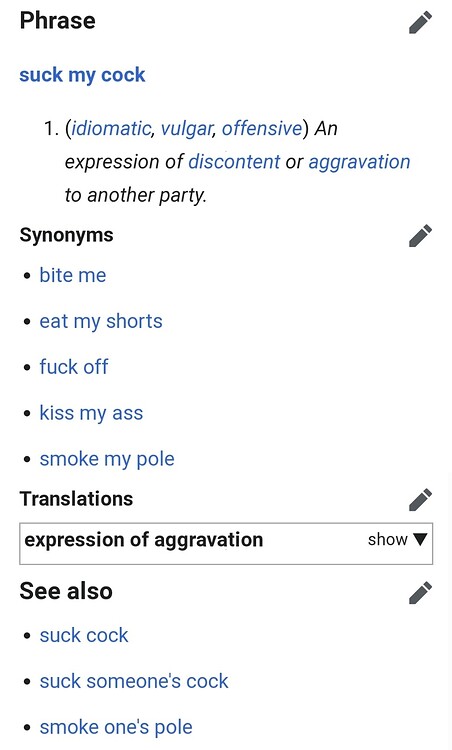 Phrase
suck my cock
1. (idiomatic, vulgar, offensive) An
expression of discontent or aggravation
to another party.
Synonyms
• bite me
• eat my shorts
• fuck off
• kiss my ass
• smoke my pole
Translations
expression of aggravation show ▼
See also
• suck cock
• suck someone's cock
• smoke one's pole